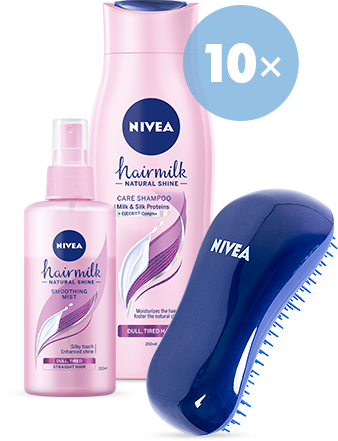 10×
NIVEA
hairmilk
NATURAL SHINE
CARE SHAMPOO
Milk & Silk Proteins
Complex
Moisturizes the hair
foster the natural
DULL, TIRED
250ml
NIVEA
hairmilk
NATURAL SHINE
SMOOTHING
MIST
Silky touch
Enhanced shine
DULL, TIRED
STRAIGHT HAIR
NIVEA